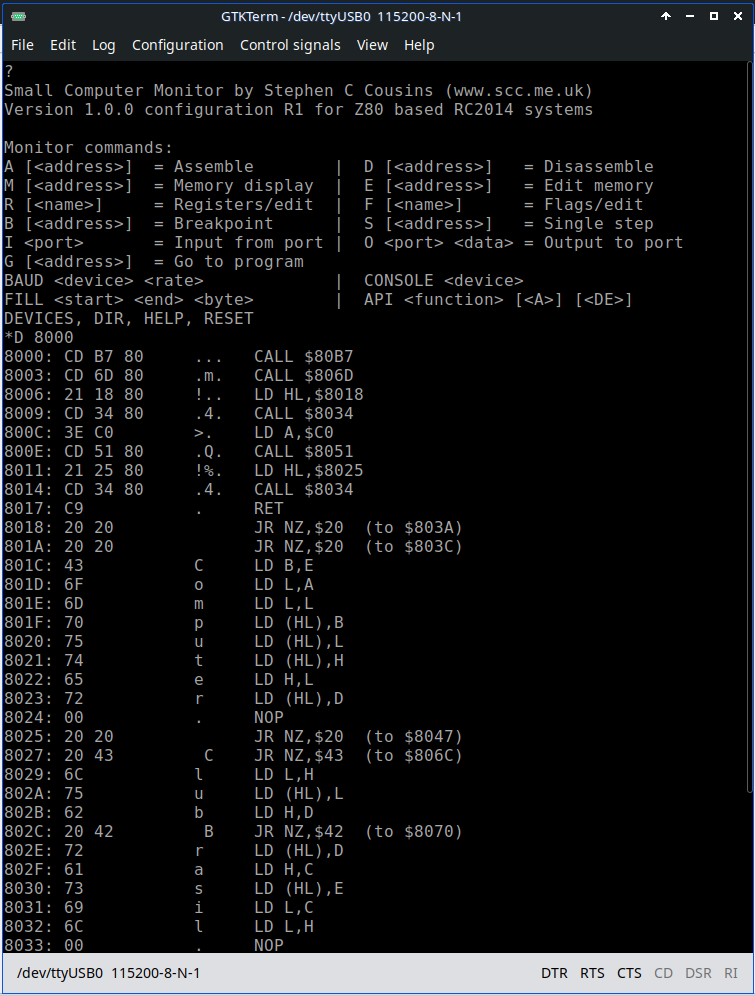 GTKTerm - /dev/ttyUSB0  115200-8-N-1
File Edit Log Configuration Control signals View Help
?
Small Computer Monitor by Stephen C Cousins (www.scc.me.uk)
Version 1.0.0 configuration R1 for Z80 based RC2014 systems

Monitor commands:
A [<address>]  = Assemble        |  D [<address>]   = Disassemble
M [<address>]  = Memory display  |  E [<address>]   = Edit memory
R [<name>]     = Registers/edit  |  F [<name>]      = Flags/edit
B [<address>]  = Breakpoint      |  S [<address>]   = Single step
I <port>       = Input from port |  O <port> <data> = Output to port
G [<address>]  = Go to program
BAUD <device> <rate>             |  CONSOLE <device>
FILL <start> <end> <byte>        |  API <function> [<A>] [<DE>]
DEVICES, DIR, HELP, RESET
*D 8000
8000: CD B7 80     ...   CALL $80B7
8003: CD 6D 80     .m.   CALL $806D
8006: 21 18 80     !..   LD HL,$8018
8009: CD 34 80     .4.   CALL $8034
800C: 3E C0        >.    LD A,$C0
800E: CD 51 80     .Q.   CALL $8051
8011: 21 25 80     !%.   LD HL,$8025
8014: CD 34 80     .4.   CALL $8034
8017: C9           .     RET
8018: 20 20              JR NZ,$20  (to $803A)
801A: 20 20              JR NZ,$20  (to $803C)
801C: 43           C     LD B,E
801D: 6F           o     LD L,A
801E: 6D           m     LD L,L
801F: 70           p     LD (HL),B
8020: 75           u     LD (HL),L
8021: 74           t     LD (HL),H
8022: 65           e     LD H,L
8023: 72           r     LD (HL),D
8024: 00           .     NOP
8025: 20 20              JR NZ,$20  (to $8047)
8027: 20 43         C    JR NZ,$43  (to $806C)
8029: 6C           l     LD L,H
802A: 75           u     LD (HL),L
802B: 62           b     LD H,D
802C: 20 42         B    JR NZ,$42  (to $8070)
802E: 72           r     LD (HL),D
802F: 61           a     LD H,C
8030: 73           s     LD (HL),E
8031: 69           i     LD L,C
8032: 6C           l     LD L,H
8033: 00           .     NOP
/dev/ttyUSB0  115200-8-N-1 DTR RTS CTS CD DSR RI